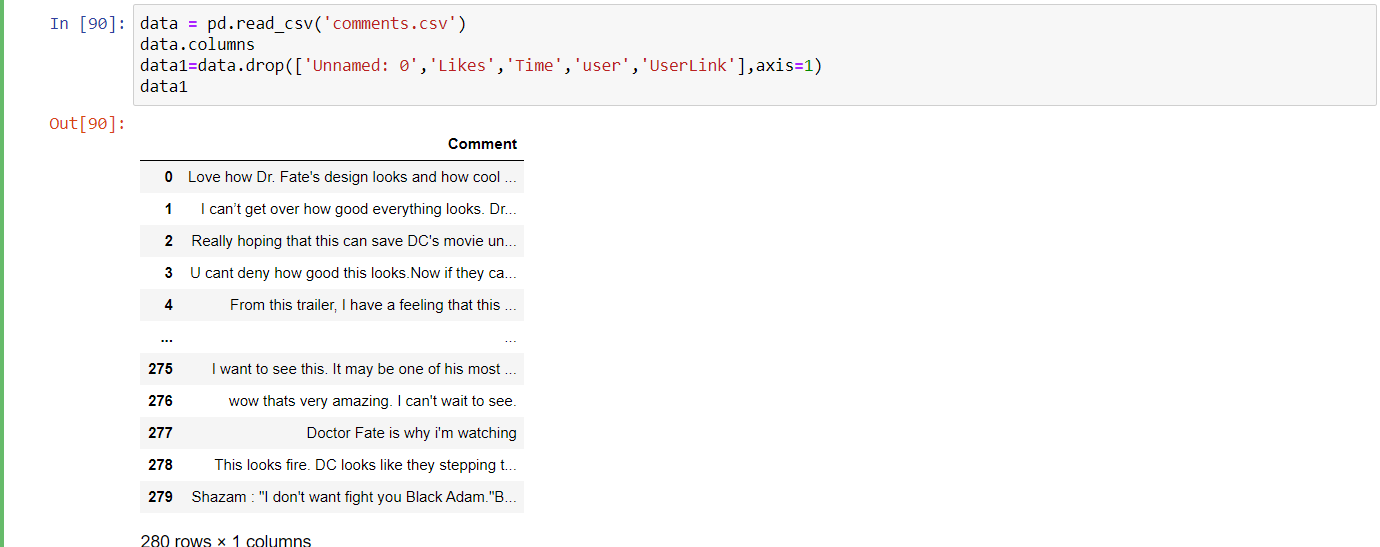 In [90]: data = pd.read_csv('comments.csv')
data.columns
data1=data.drop(['Unnamed: 0','Likes','Time','user','UserLink'],axis=1)
data1
Out[90]:
Comment
0 Love how Dr. Fate's design looks and how cool ...
1 I can’t get over how good everything looks. Dr...
2 Really hoping that this can save DC's movie un...
3 U cant deny how good this looks.Now if they ca...
4 From this trailer, I have a feeling that this ...
... ...
275 I want to see this. It may be one of his most ...
276 wow thats very amazing. I can't wait to see.
277 Doctor Fate is why i'm watching
278 This looks fire. DC looks like they stepping t...
279 Shazam : "I don't want fight you Black Adam."B...
280 rows × 1 columns